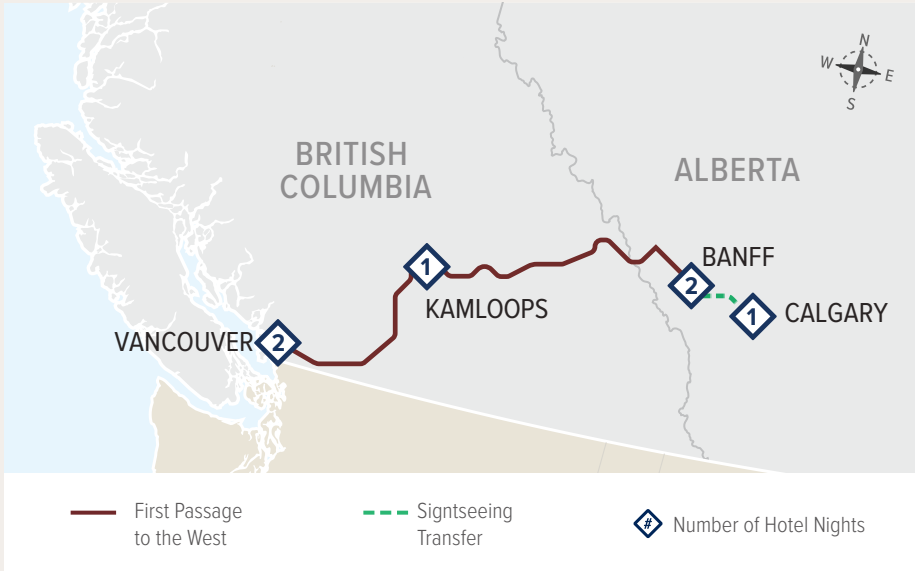 N
W
E
S
BRITISH
COLUMBIA
ALBERTA
BANFF
1
2
KAMLOOPS
1
CALGARY
VANCOUVER
2
First Passage
to the West
Signtseeing
Transfer
#
Number of Hotel Nights